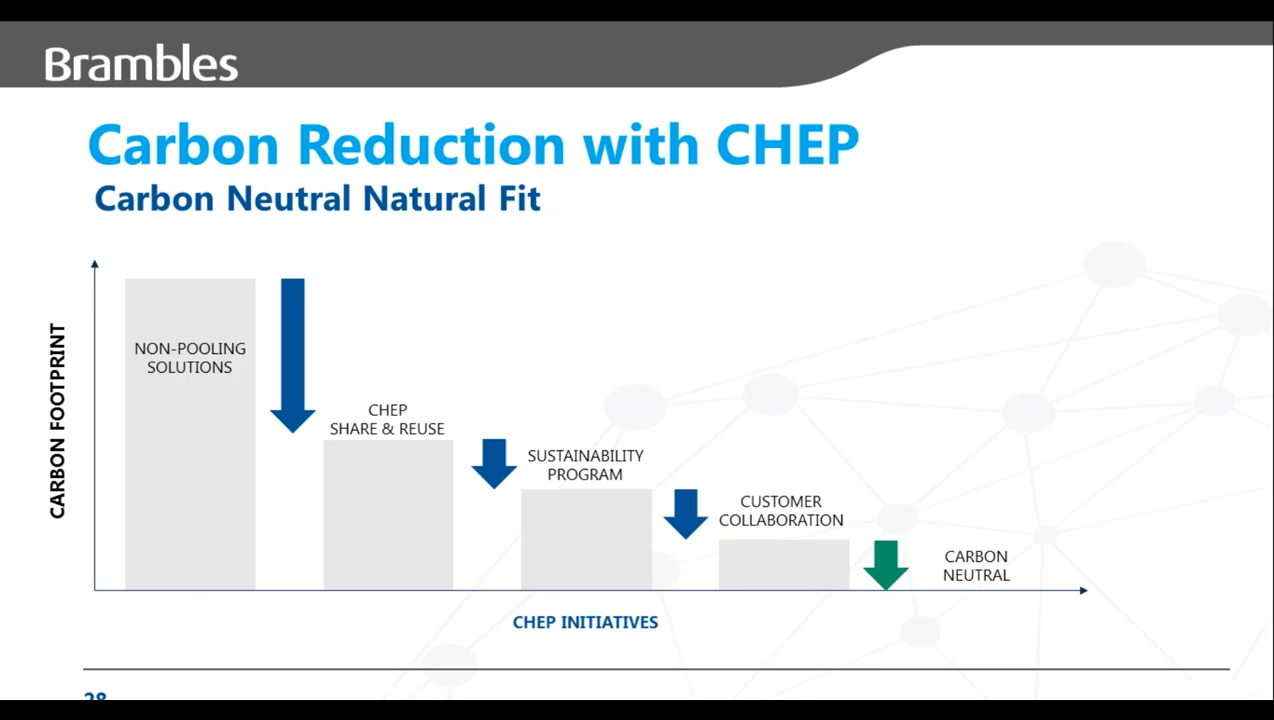 Brambles
Carbon Reduction with CHEP
Carbon Neutral Natural Fit
CARBON FOOTPRINT
NON-POOLING
SOLUTIONS
CHEP
SHARE & REUSE
SUSTAINABILITY
PROGRAM
CUSTOMER
COLLABORATION
CARBON
NEUTRAL
CHEP INITIATIVES
28